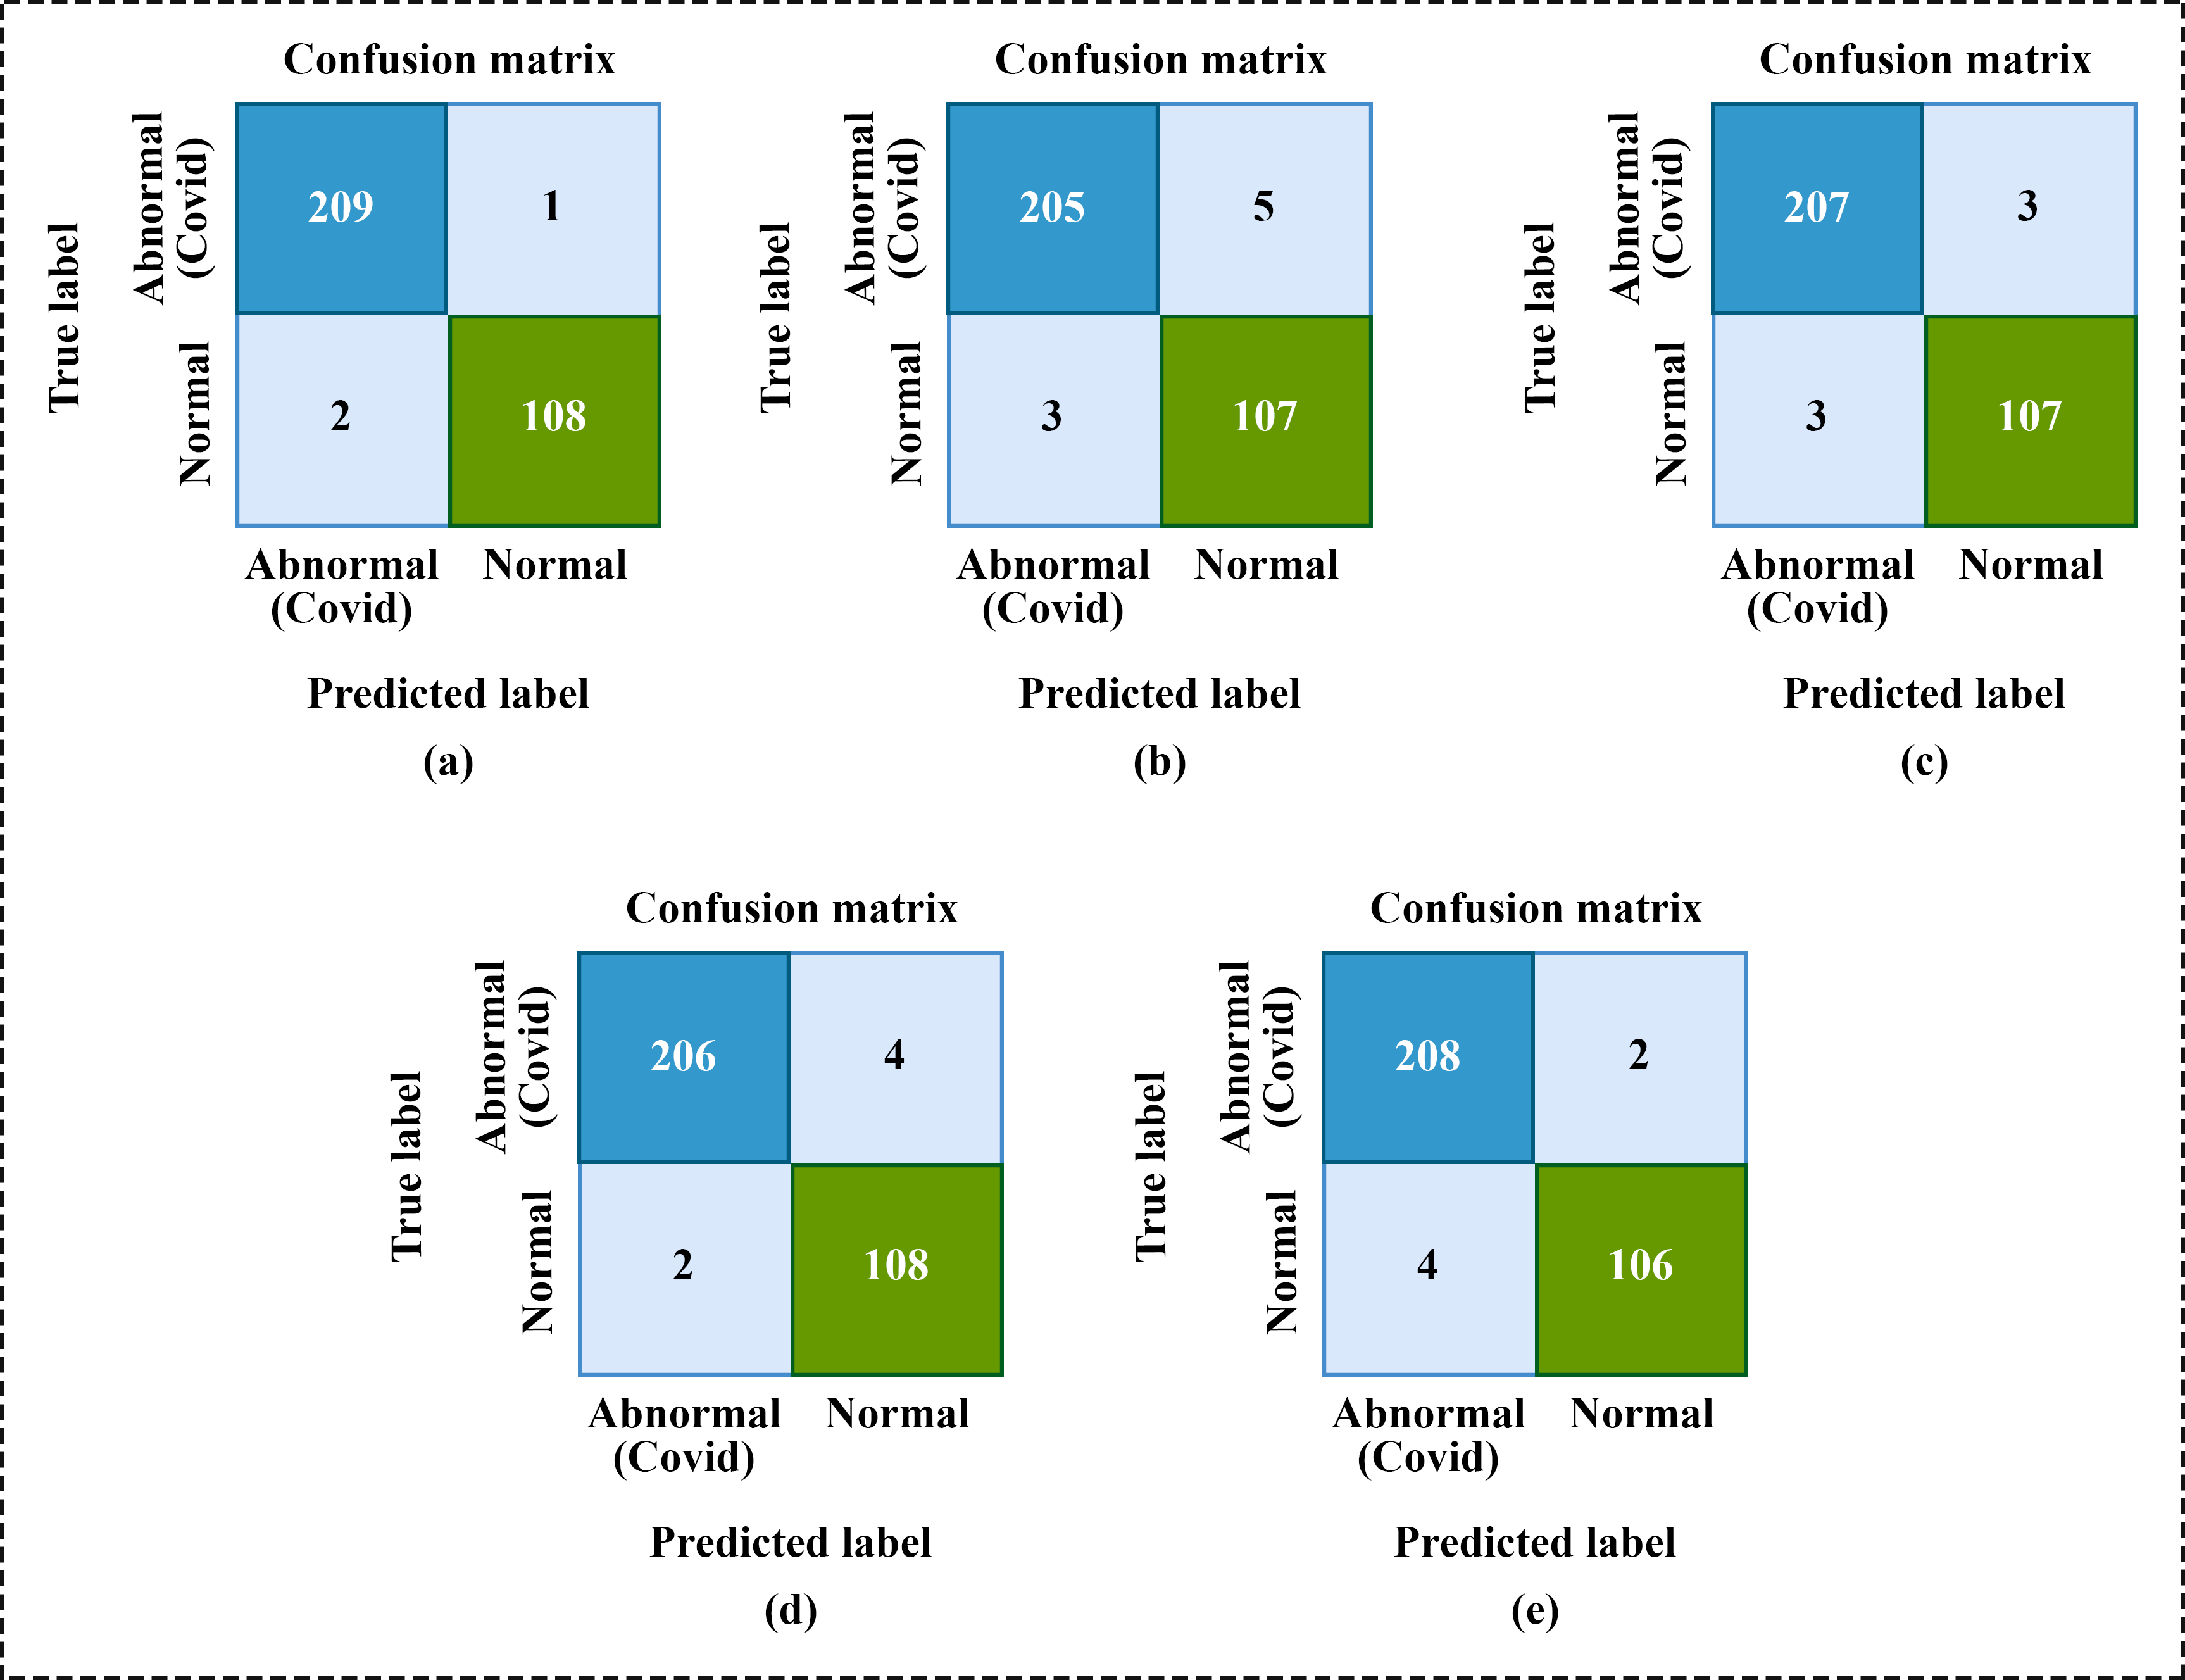 Confusion matrix
True label
Abnormal
(Covid)
Normal
209 1
2 108
Abnormal Normal
(Covid)
Predicted label
(a)
Confusion matrix
True label
Abnormal
(Covid)
Normal
205 5
3 107
Abnormal Normal
(Covid)
Predicted label
(b)
Confusion matrix
True label
Abnormal
(Covid)
Normal
207 3
3 107
Abnormal Normal
(Covid)
Predicted label
(c)
Confusion matrix
True label
Abnormal
(Covid)
Normal
206 4
2 108
Abnormal Normal
(Covid)
Predicted label
(d)
Confusion matrix
True label
Abnormal
(Covid)
Normal
208 2
4 106
Abnormal Normal
(Covid)
Predicted label
(e)